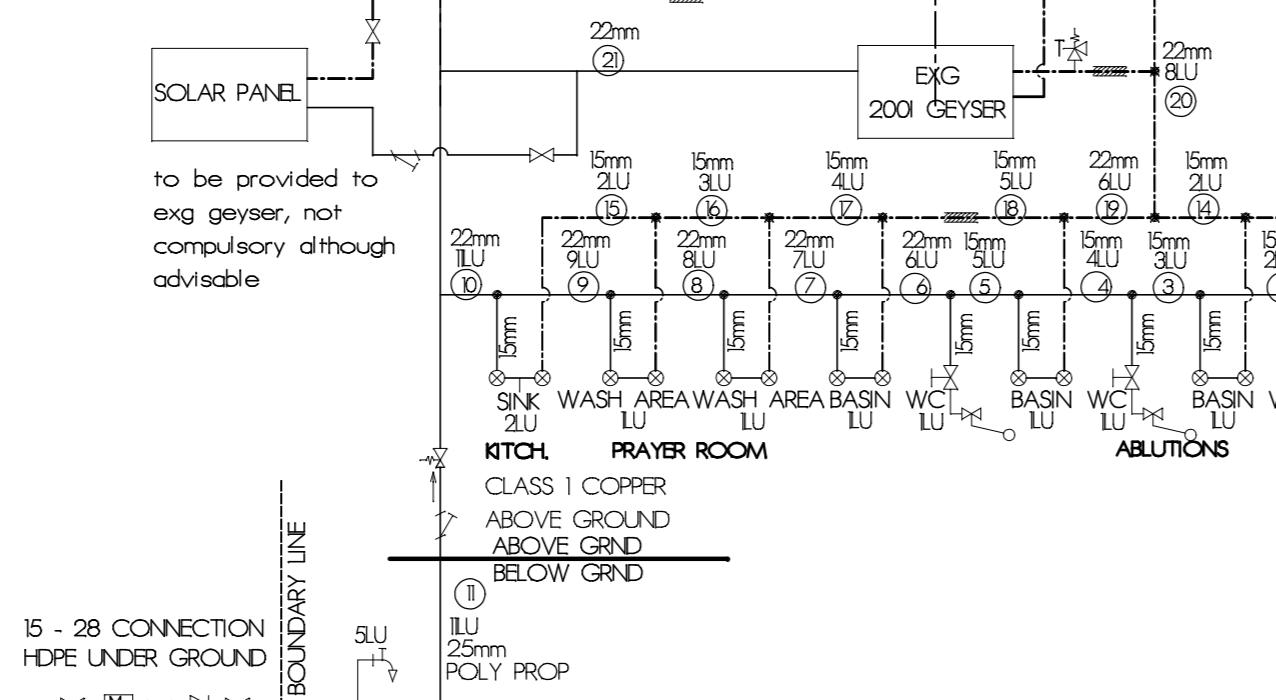 22mm
21
SOLAR PANEL
EXG
200l GEYSER
T
22mm
8LU
20
to be provided to
exg geyser, not
compulsory although
advisable
15mm
2LU
15
15mm
3LU
16
15mm
4LU
17
15mm
5LU
18
22mm
6LU
19
15mm
2LU
14
22mm
11LU
10
22mm
9LU
9
22mm
8LU
8
22mm
7LU
7
22mm
6LU
6
15mm
5LU
5
15mm
4LU
4
15mm
3LU
3
15mm
15mm
15mm
15mm
15mm
15mm
15mm
15mm
SINK
2LU
WASH AREA
1LU
WASH AREA
1LU
BASIN
1LU
WC
1LU
BASIN
1LU
WC
1LU
BASIN
1LU
KITCH.
PRAYER ROOM
ABLUTIONS
CLASS 1 COPPER
ABOVE GROUND
ABOVE GRND
BELOW GRND
BOUNDARY LINE
11
11LU
25mm
POLY PROP
15 - 28 CONNECTION
HDPE UNDER GROUND
5LU
M